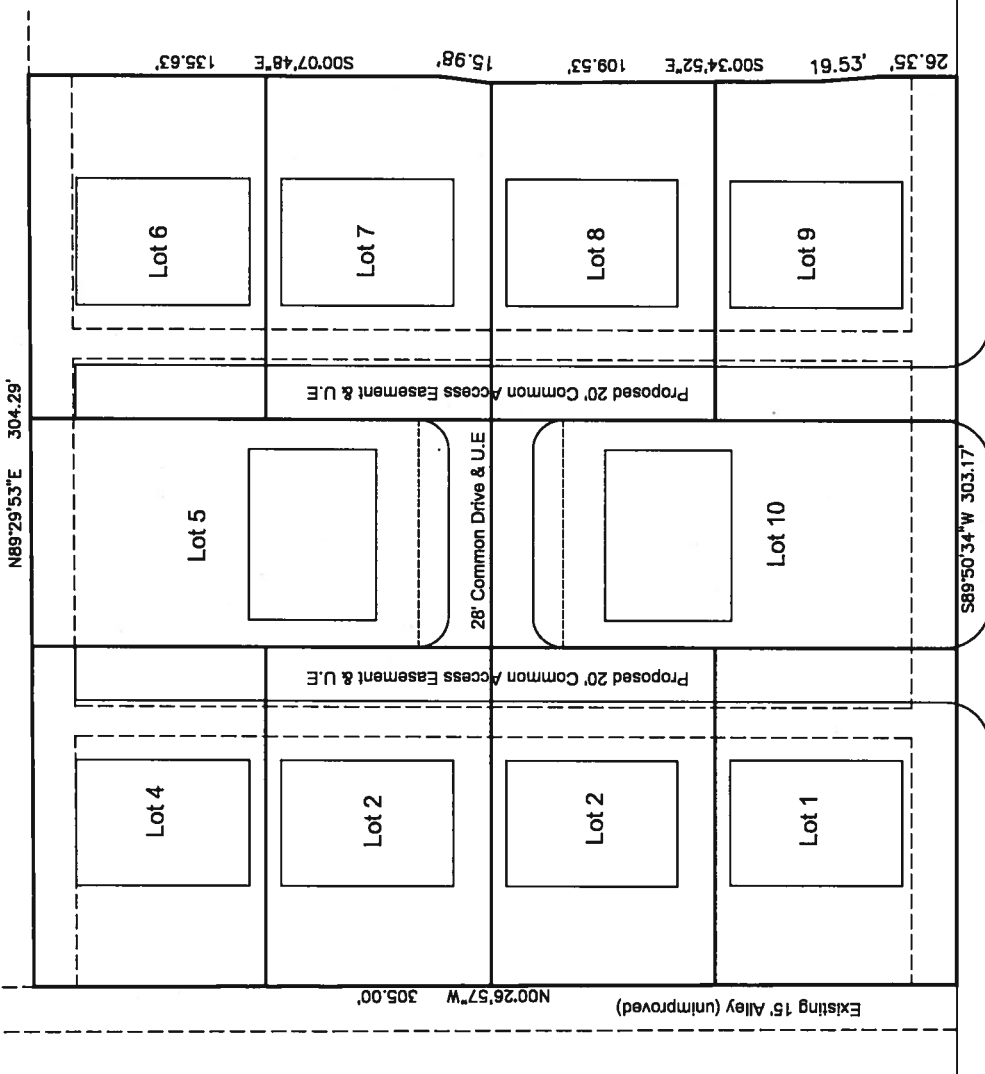 N89°29'53"E 304.29'
135.63'
S00°07'48"E
15.98'
109.53'
S00°34'52"E
19.53'
26.35'
Lot 6
Lot 7
Lot 8
Lot 9
Proposed 20' Common Access Easement & U.E
Lot 5
28' Common Drive & U.E
Lot 10
S89°50'34"W 303.17'
Proposed 20' Common Access Easement & U.E
Lot 4
Lot 2
Lot 2
Lot 1
N00°26'57"W 305.00'
Existing 15' Alley (unimproved)